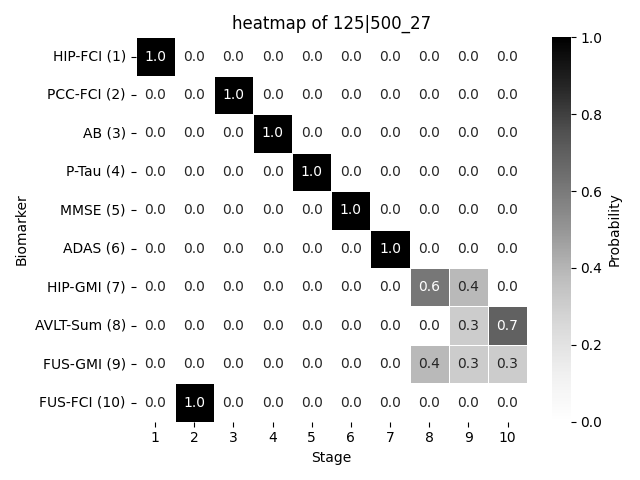 heatmap of 125|500_27
HIP-FCI (1) 1.0 0.0 0.0 0.0 0.0 0.0 0.0 0.0 0.0 0.0
PCC-FCI (2) 0.0 0.0 1.0 0.0 0.0 0.0 0.0 0.0 0.0 0.0
AB (3) 0.0 0.0 0.0 1.0 0.0 0.0 0.0 0.0 0.0 0.0
P-Tau (4) 0.0 0.0 0.0 0.0 1.0 0.0 0.0 0.0 0.0 0.0
MMSE (5) 0.0 0.0 0.0 0.0 0.0 1.0 0.0 0.0 0.0 0.0
ADAS (6) 0.0 0.0 0.0 0.0 0.0 0.0 1.0 0.0 0.0 0.0
HIP-GMI (7) 0.0 0.0 0.0 0.0 0.0 0.0 0.0 0.6 0.4 0.0
AVLT-Sum (8) 0.0 0.0 0.0 0.0 0.0 0.0 0.0 0.0 0.3 0.7
FUS-GMI (9) 0.0 0.0 0.0 0.0 0.0 0.0 0.0 0.4 0.3 0.3
FUS-FCI (10) 0.0 1.0 0.0 0.0 0.0 0.0 0.0 0.0 0.0 0.0
1 2 3 4 5 6 7 8 9 10
Stage
Biomarker
1.0
0.8
0.6
0.4
0.2
0.0
Probability